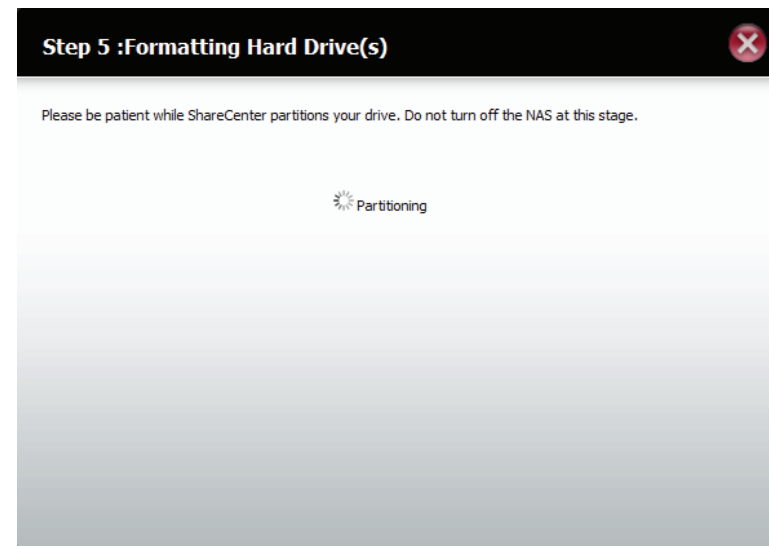 Step 5 :Formatting Hard Drive(s)
Please be patient while ShareCenter partitions your drive. Do not turn off the NAS at this stage.
Partitioning